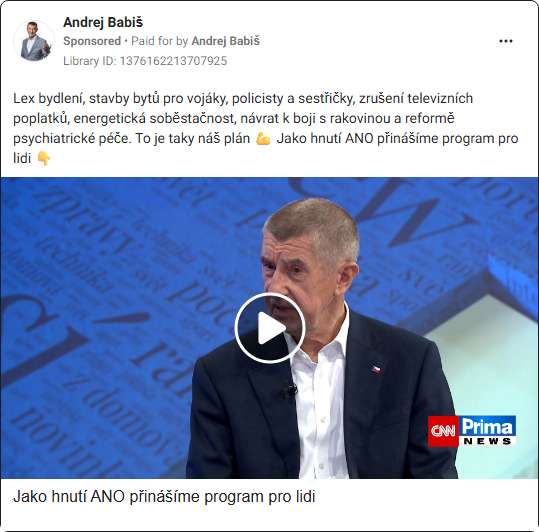 Andrej Babiš
Sponsored • Paid for by Andrej Babiš
Library ID: 1376162213707925
Lex bydlení, stavby bytů pro vojáky, policisty a sestřičky, zrušení televizních
poplatků, energetická soběstačnost, návrat k boji s rakovinou a reformě
psychiatrické péče. To je taky náš plán 💪 Jako hnutí ANO přinášíme program pro
lidi 👇
zprávy
z domo
CNN Prima
NEWS
Jako hnutí ANO přinášíme program pro lidi